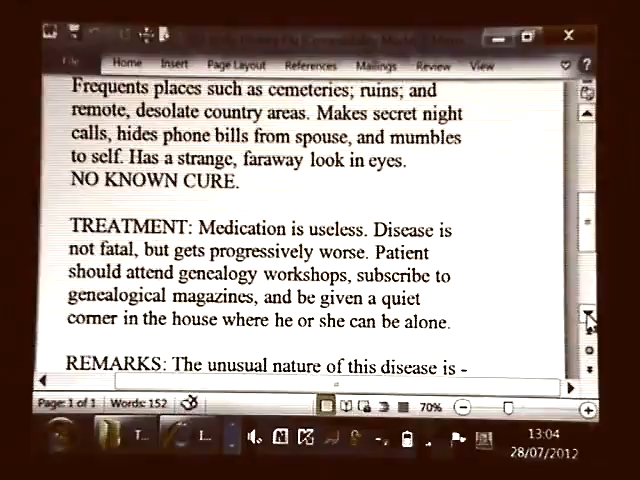 File Home Insert Page Layout References Mailings Review View
Frequents places such as cemeteries; ruins; and
remote, desolate country areas. Makes secret night
calls, hides phone bills from spouse, and mumbles
to self. Has a strange, faraway look in eyes.
NO KNOWN CURE.
TREATMENT: Medication is useless. Disease is
not fatal, but gets progressively worse. Patient
should attend genealogy workshops, subscribe to
genealogical magazines, and be given a quiet
corner in the house where he or she can be alone.
REMARKS: The unusual nature of this disease is -
Page: 1 of 1 Words: 152 70%
T... I...
13:04
28/07/2012